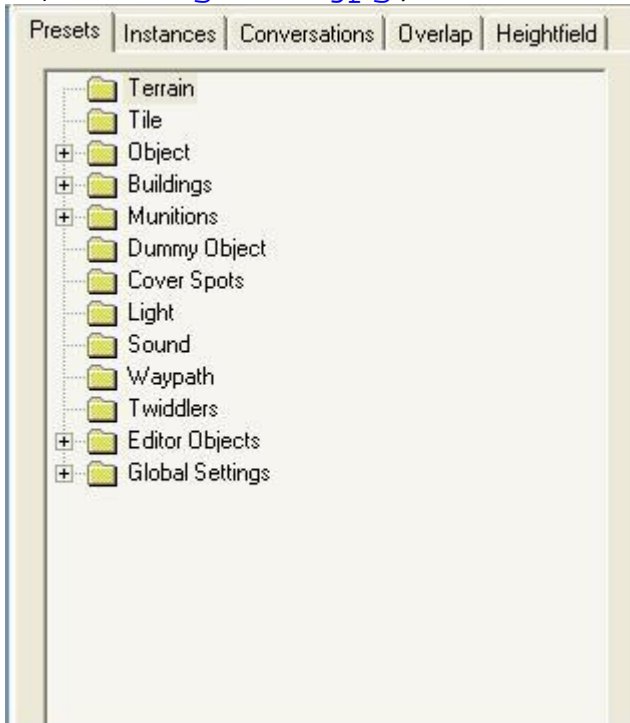 Presets Instances Conversations Overlap Heightfield
Terrain
Tile
Object
Buildings
Munitions
Dummy Object
Cover Spots
Light
Sound
Waypath
Twiddlers
Editor Objects
Global Settings